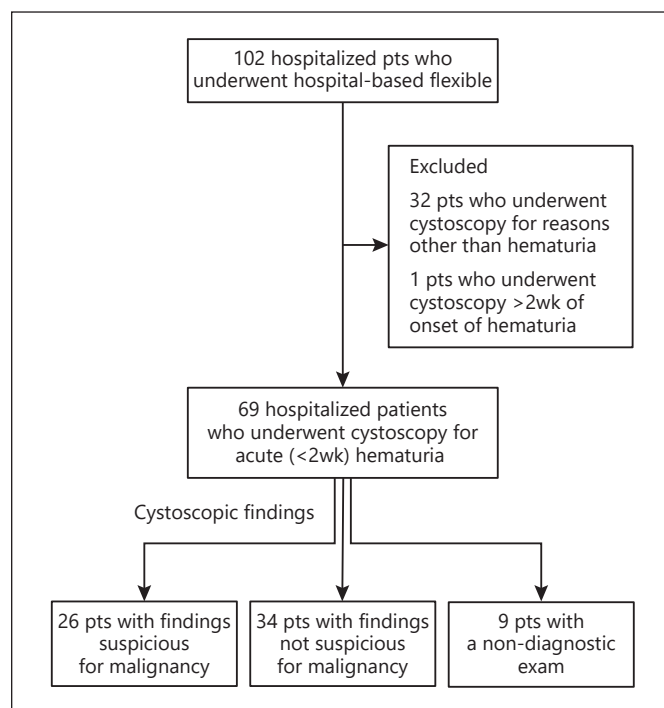 102 hospitalized pts who
underwent hospital-based flexible
Excluded
32 pts who underwent
cystoscopy for reasons
other than hematuria
1 pts who underwent
cystoscopy >2wk of
onset of hematuria
69 hospitalized patients
who underwent cystoscopy for
acute (<2wk) hematuria
Cystoscopic findings
26 pts with findings
suspicious
for malignancy
34 pts with findings
not suspicious
for malignancy
9 pts with
a non-diagnostic
exam